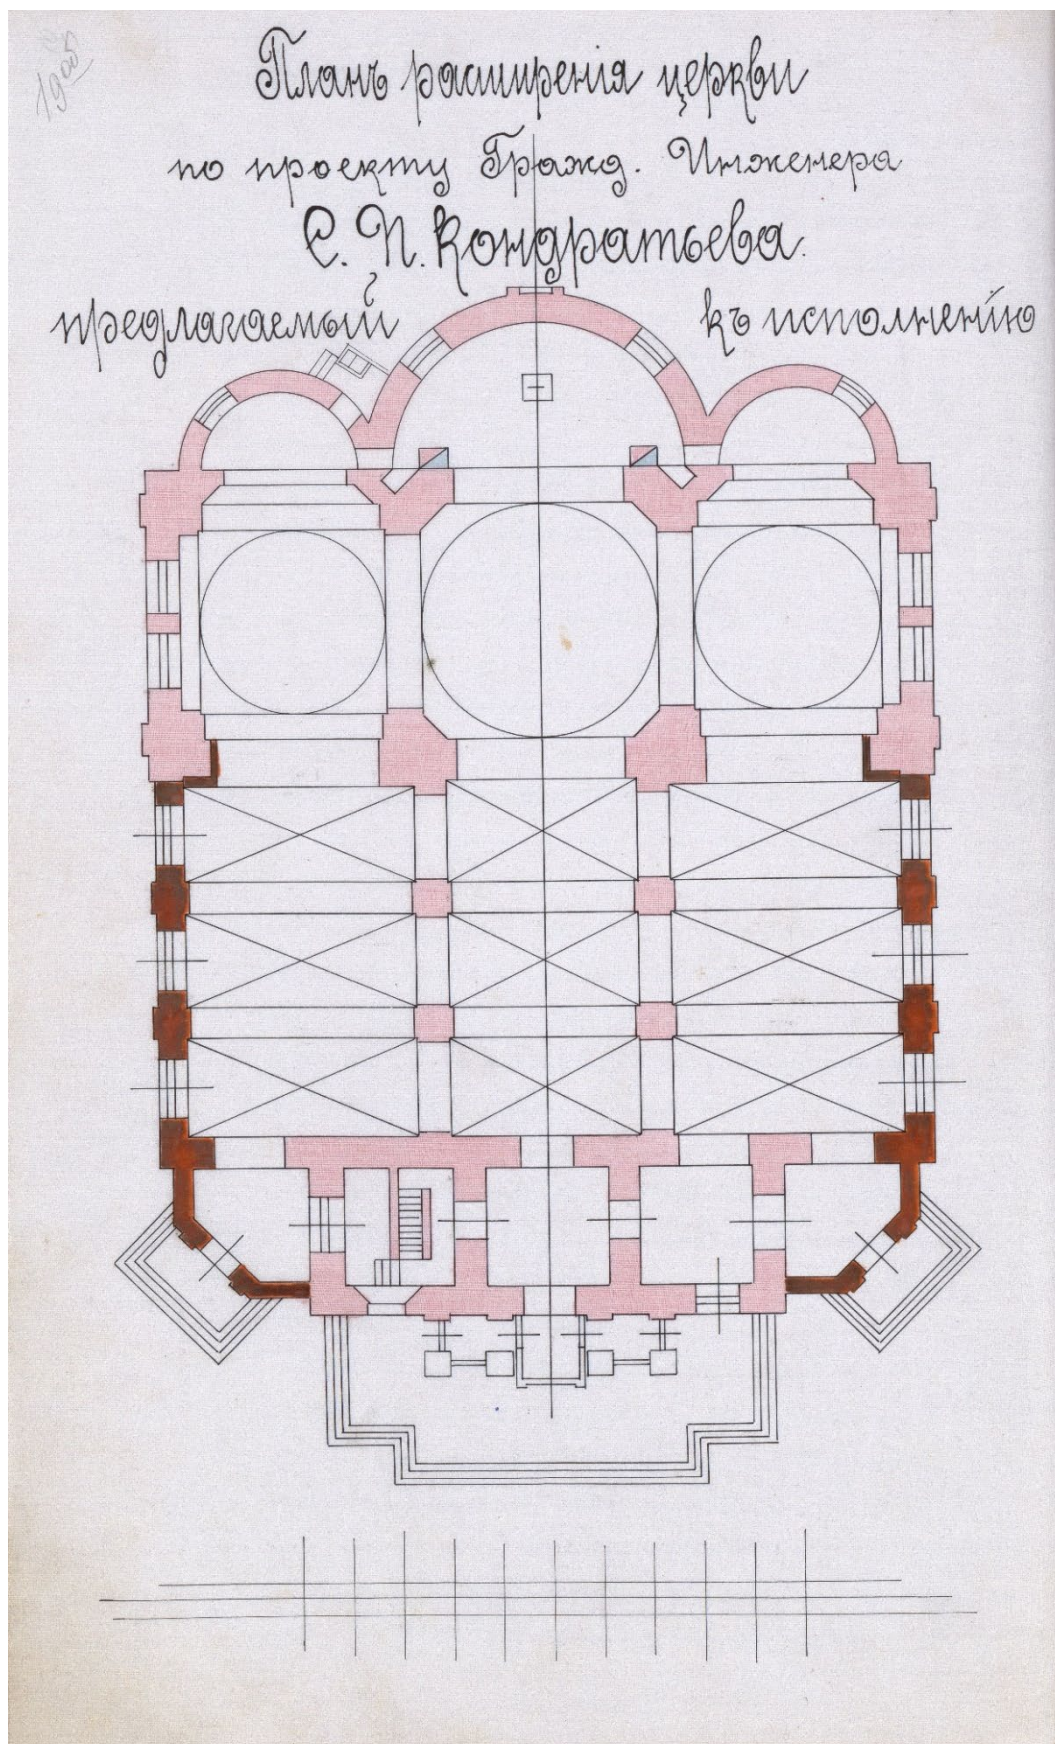 1905
Планъ расширенія церкви
по проекту Гражд. Инженера
С. П. Кондратьева.
предлагаемый къ исполненію